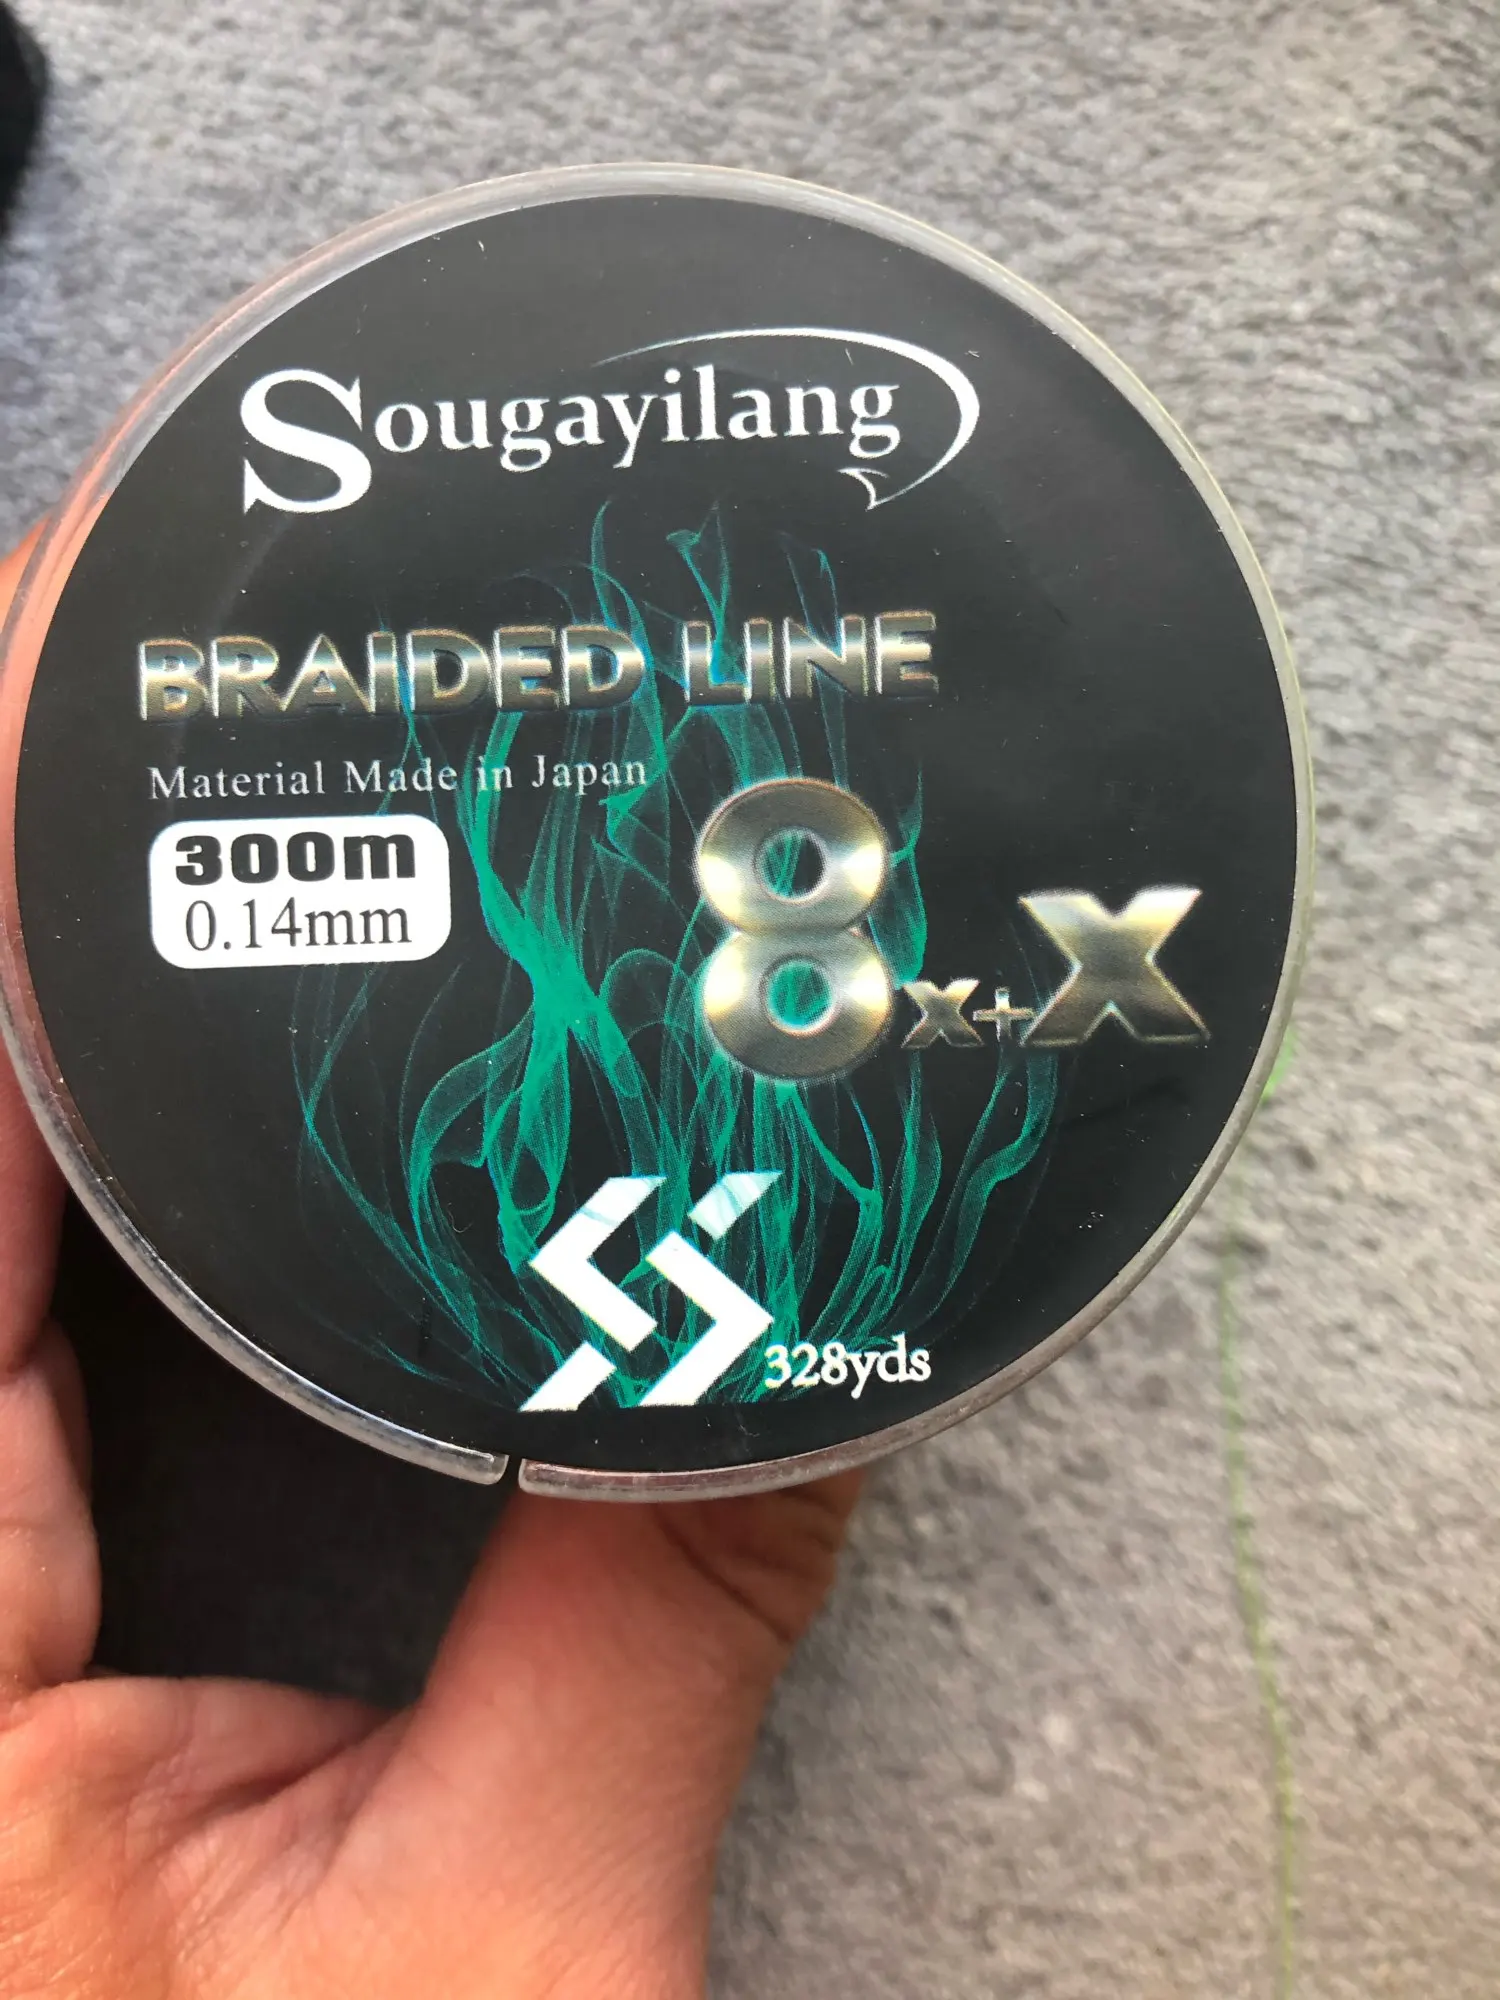 Sougayilang
BRAIDED LINE
Material Made in Japan
300m
0.14mm
8x+X
328yds